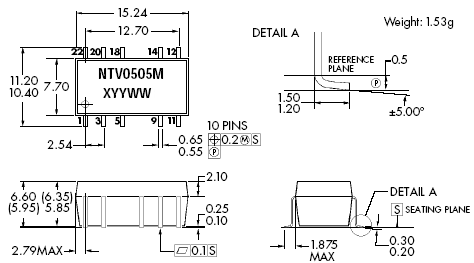 15.24
12.70
22 20 18 14 12
NTV0505M
XYYWW
11.20
10.40
7.70
1 3 5 9 11
2.54
10 PINS
0.65
0.55
⌖ 0.2 Ⓜ S
Ⓟ
DETAIL A
Weight: 1.53g
REFERENCE
PLANE
0.5
Ⓟ
1.50
1.20
±5.00°
6.60 (6.35)
(5.95) 5.85
2.10
0.25
0.10
2.79MAX
⏥ 0.1 S
DETAIL A
S SEATING PLANE
1.875
MAX
0.30
0.20